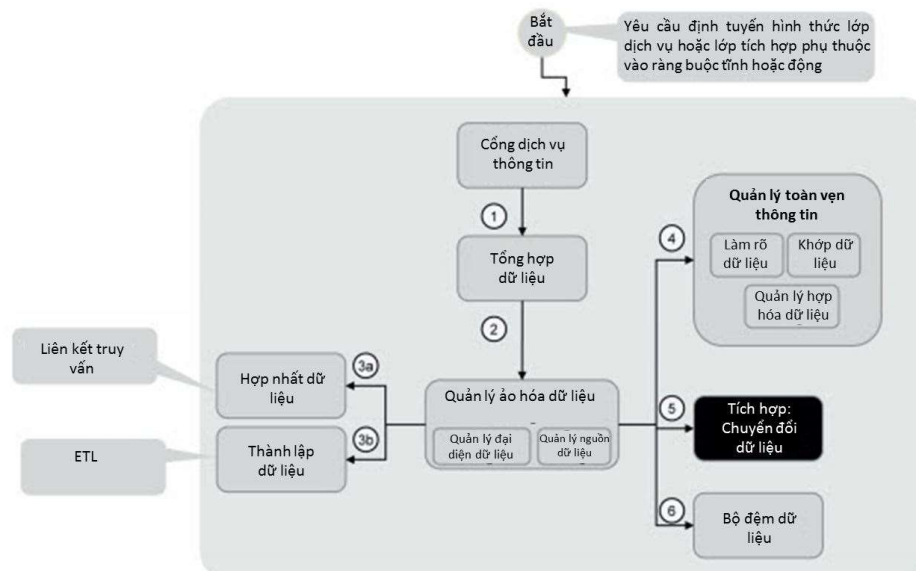 Bắt
đầu
Yêu cầu định tuyến hình thức lớp
dịch vụ hoặc lớp tích hợp phụ thuộc
vào ràng buộc tĩnh hoặc động
Cổng dịch vụ
thông tin
1
Tổng hợp
dữ liệu
2
Quản lý toàn vẹn
thông tin
4
Làm rõ
dữ liệu
Khớp dữ
liệu
Quản lý hợp
hóa dữ liệu
Liên kết truy
vấn
Hợp nhất dữ
liệu
3a
Quản lý ảo hóa dữ liệu
Quản lý đại
diện dữ liệu
Quản lý nguồn
dữ liệu
5
Tích hợp:
Chuyển đổi
dữ liệu
ETL
Thành lập
dữ liệu
3b
6
Bộ đệm dữ
liệu